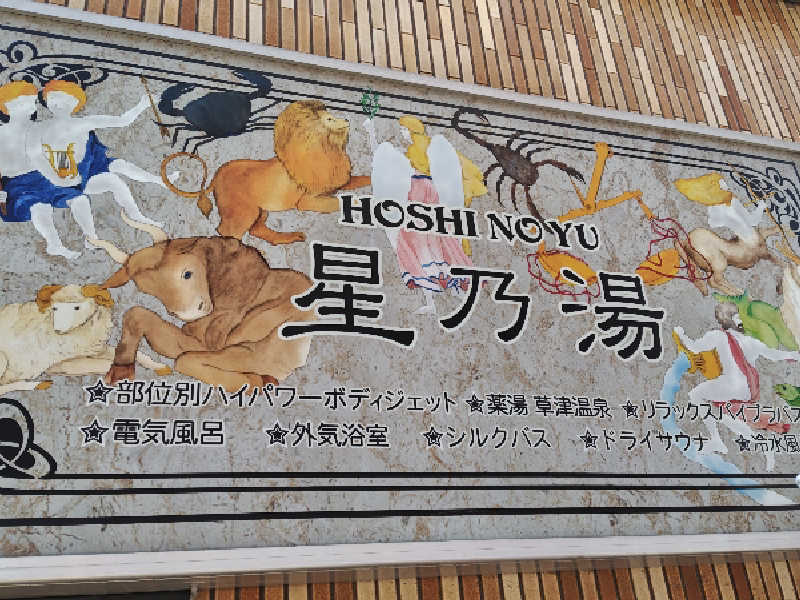 HOSHI NOYU
星乃湯
☆部位別ハイパワーボディジェット ☆薬湯 草津温泉 ☆リラックスバイブラバス
☆電気風呂 ☆外気浴室 ☆シルクバス ☆ドライサウナ ☆冷水風